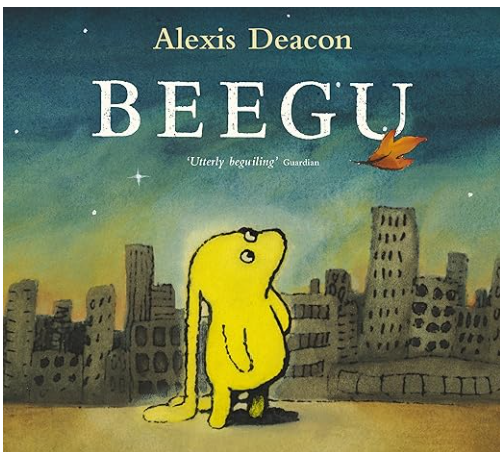 Alexis Deacon
BEEGU
‘Utterly beguiling’ Guardian